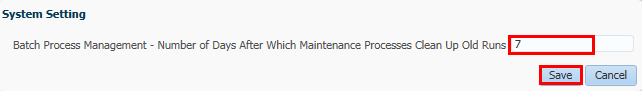 System Setting
Batch Process Management - Number of Days After Which Maintenance Processes Clean Up Old Runs 7
Save Cancel